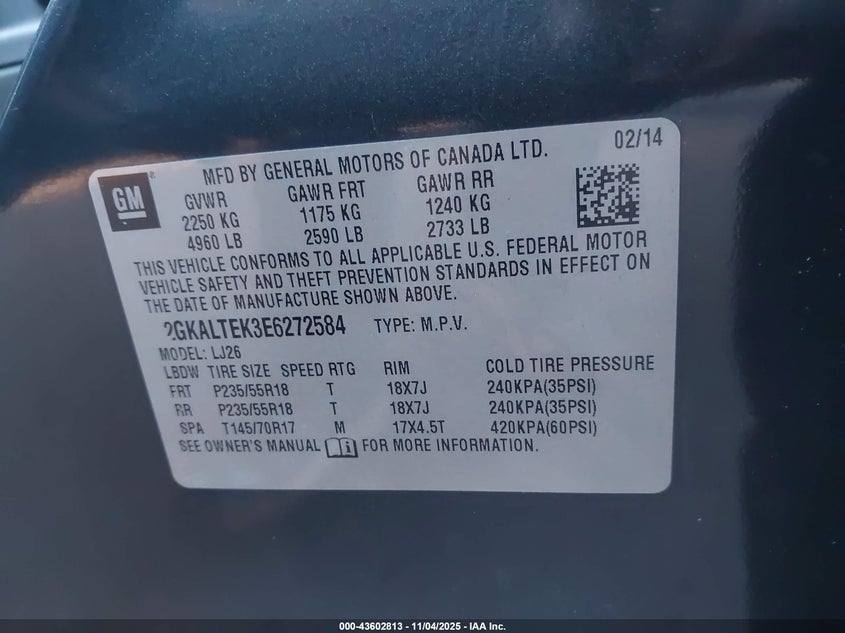 GM
®
MFD BY GENERAL MOTORS OF CANADA LTD.
02/14
GVWR GAWR FRT GAWR RR
2250 KG 1175 KG 1240 KG
4960 LB 2590 LB 2733 LB
THIS VEHICLE CONFORMS TO ALL APPLICABLE U.S. FEDERAL MOTOR
VEHICLE SAFETY AND THEFT PREVENTION STANDARDS IN EFFECT ON
THE DATE OF MANUFACTURE SHOWN ABOVE.
2GKALTEK3E6272584 TYPE: M.P.V.
MODEL: LJ26
LBDW TIRE SIZE SPEED RTG RIM COLD TIRE PRESSURE
FRT P235/55R18 T 18X7J 240KPA(35PSI)
RR P235/55R18 T 18X7J 240KPA(35PSI)
SPA T145/70R17 M 17X4.5T 420KPA(60PSI)
SEE OWNER'S MANUAL FOR MORE INFORMATION.
000-43602813 - 11/04/2025 - IAA Inc.